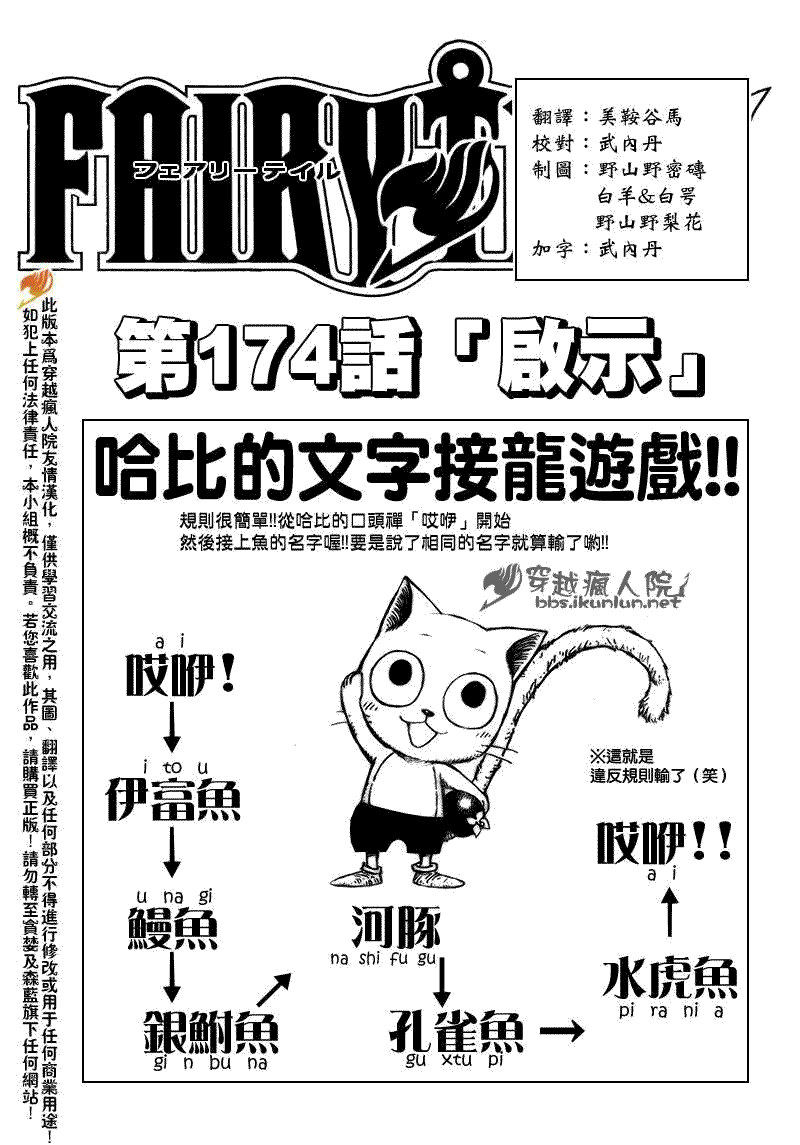 FAIRY
フェアリーテイル
翻譯：美鞍谷馬
校對：武內丹
制圖：野山野密磚
白羊&白咢
野山野梨花
加字：武內丹
第174話「啟示」
哈比的文字接龍遊戲!!
規則很簡單!!從哈比的口頭禪「哎咿」開始
然後接上魚的名字喔!!要是說了相同的名字就算輸了喲!!
穿越瘋人院
bbs.ikunlun.net
a i
哎咿!
i to u
伊富魚
u na gi
鰻魚
銀鮒魚
gi n bu na
河豚
na shi fu gu
孔雀魚
gu xtu pi
水虎魚
pi ra ni a
哎咿!!
a i
※這就是
違反規則輸了（笑）
此版本爲穿越瘋人院友情漢化，僅供學習交流之用，其圖、翻譯以及任何部分不得進行修改或用于任何商業用途！
如犯上任何法律責任，本小組概不負責。若您喜歡此作品，請購買正版！請勿轉至貪婪及森藍旗下任何網站！